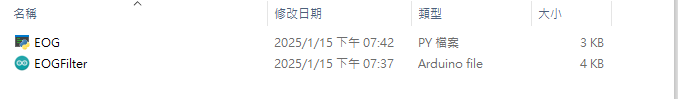 名稱 修改日期 類型 大小
EOG 2025/1/15 下午 07:42 PY 檔案 3 KB
EOGFilter 2025/1/15 下午 07:37 Arduino file 4 KB